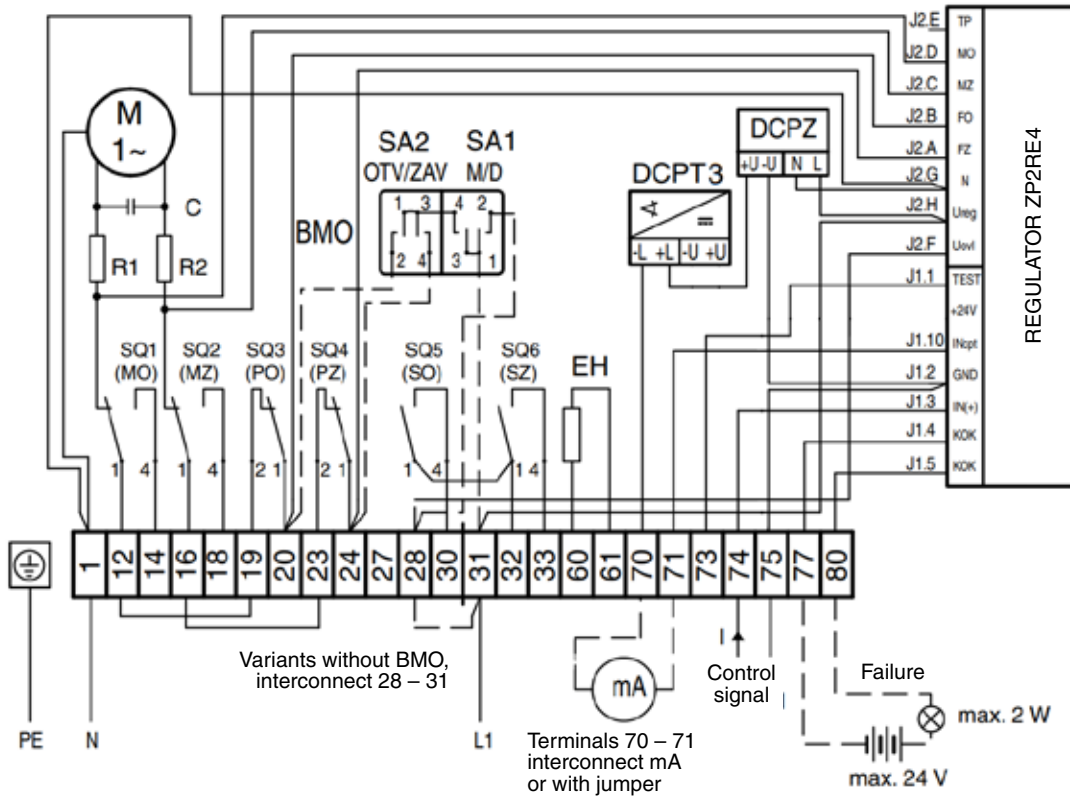 M
1~
C
R1
R2
SQ1
(MO)
SQ2
(MZ)
SQ3
(PO)
SQ4
(PZ)
SQ5
(SO)
SQ6
(SZ)
EH
BMO
SA2
OTV/ZAV
SA1
M/D
1 3 4 2
2 4 3 1
DCPT3
-L +L -U +U
DCPZ
+U -U N L
J2.E TP
J2.D MO
J2.C MZ
J2.B FO
J2.A FZ
J2.G N
J2.H Ureg
J2.F Uovl
J1.1 TEST
+24V
J1.10 INcpt
J1.2 GND
J1.3 IN(+)
J1.4 KOK
J1.5 KOK
REGULATOR ZP2RE4
1 4 1 4 2 1 2 1 1 4 1 4
1 12 14 16 18 19 20 23 24 27 28 30 31 32 33 60 61 70 71 73 74 75 77 80
Variants without BMO,
interconnect 28 – 31
PE
N
L1
mA
Terminals 70 – 71
interconnect mA
or with jumper
I
Control
signal
Failure
max. 2 W
max. 24 V